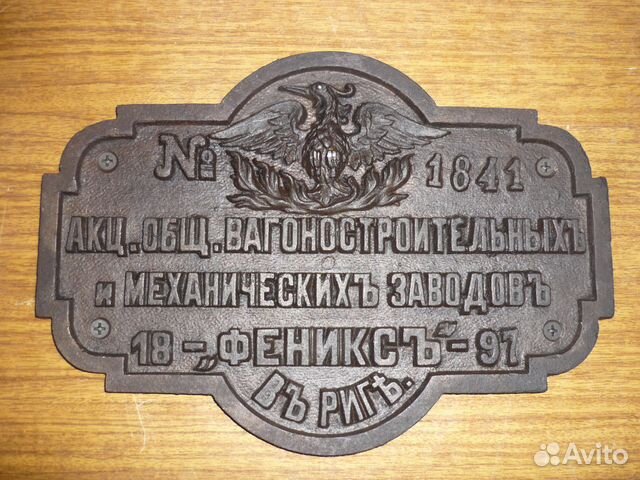 № 1841
АКЦ. ОБЩ. ВАГОНОСТРОИТЕЛЬНЫХЪ
и МЕХАНИЧЕСКИХЪ ЗАВОДОВЪ
18 – „ФЕНИКСЪ“ – 97
ВЪ РИГѢ.
Avito